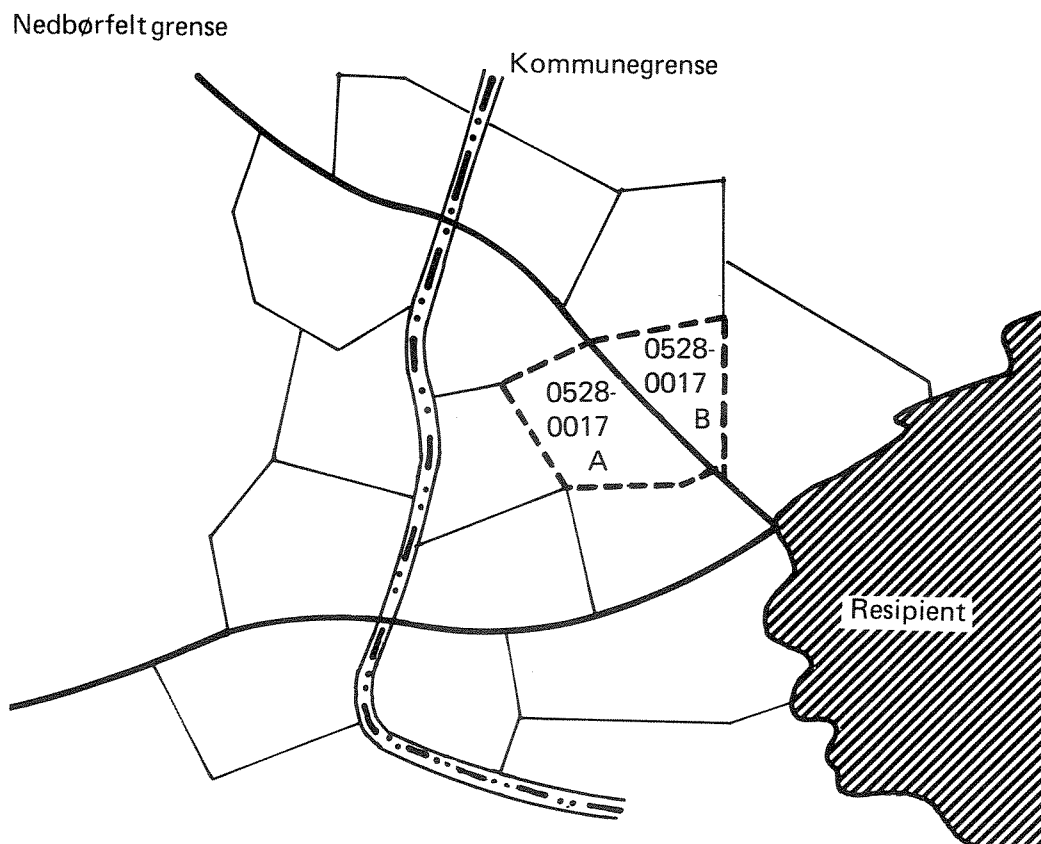 Nedbørfelt grense
Kommunegrense
0528-
0017
B
0528-
0017
A
Resipient